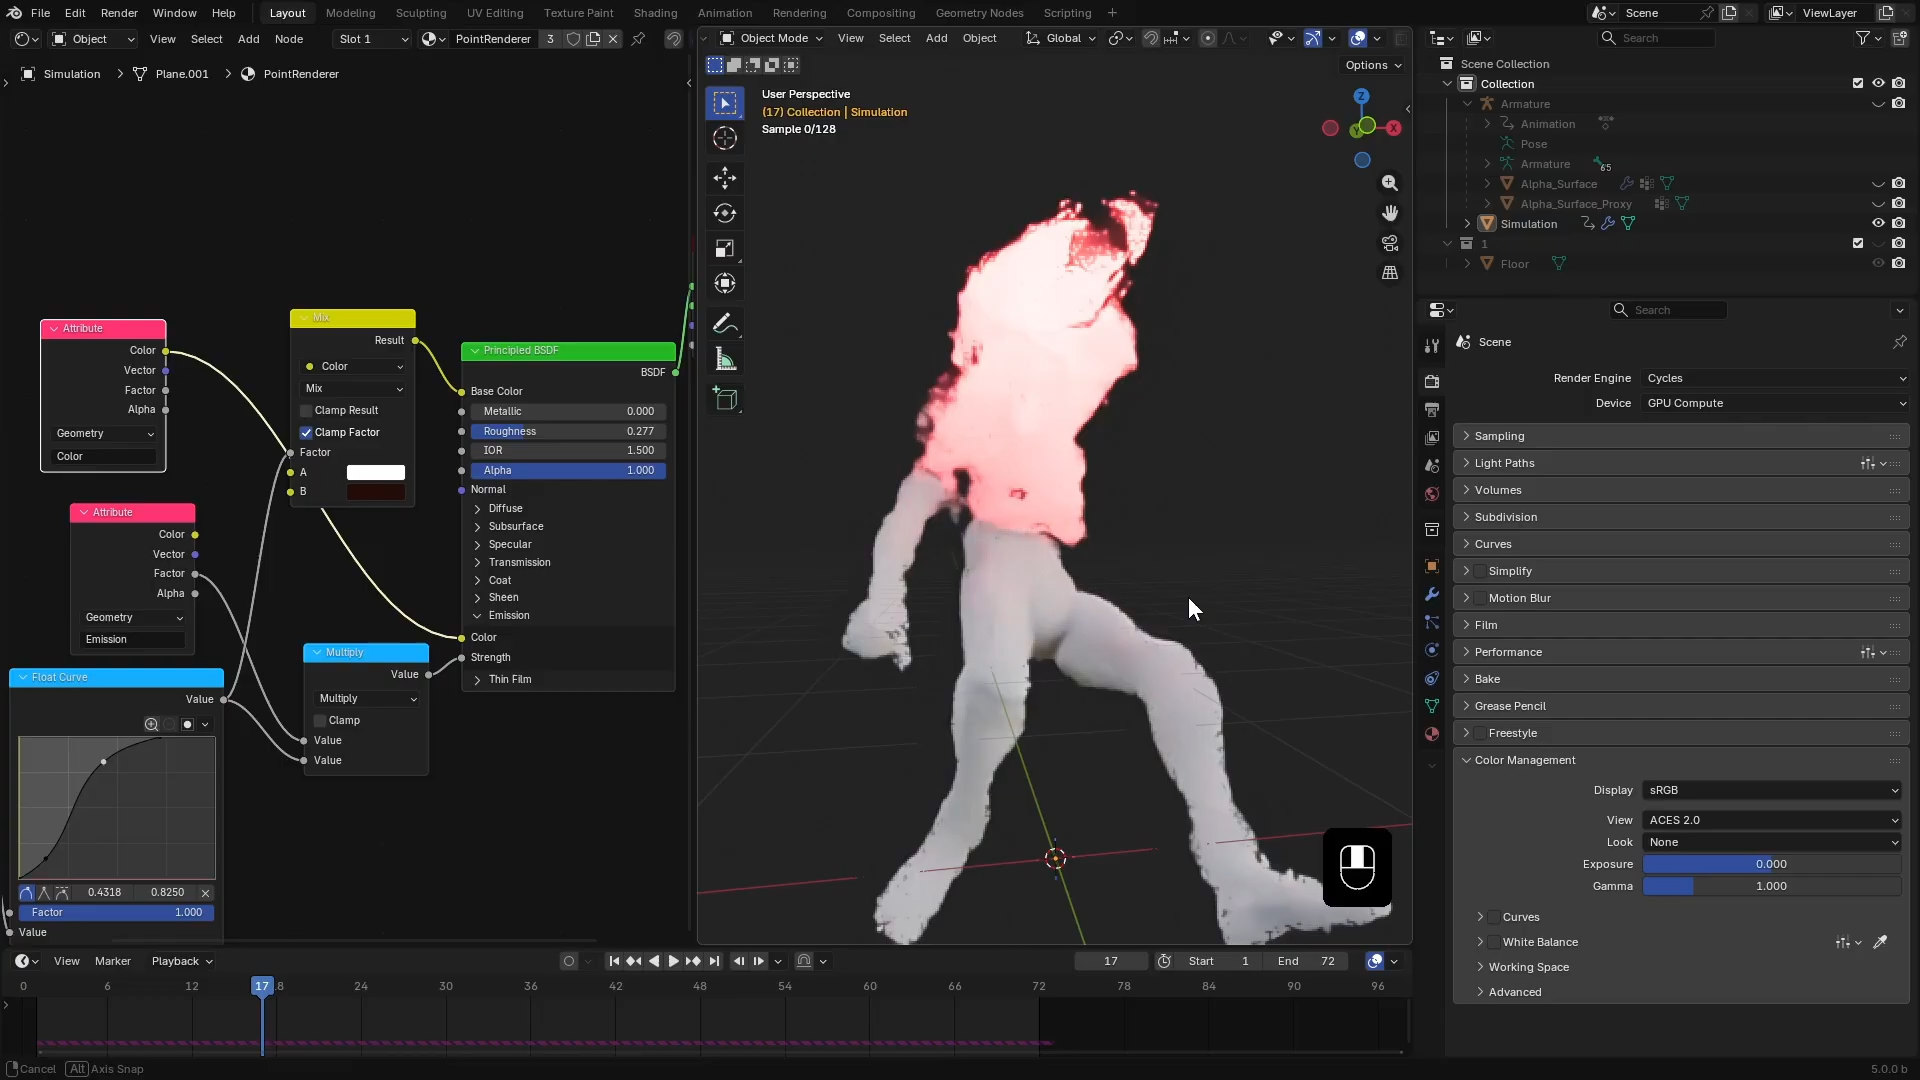 File Edit Render Window Help Layout Modeling Sculpting UV Editing Texture Paint Shading Animation Rendering Compositing Geometry Nodes Scripting + Scene ViewLayer
Object View Select Add Node Slot 1 PointRenderer 3
Simulation > Plane.001 > PointRenderer
Attribute
Color
Vector
Factor
Alpha
Geometry
Color
Attribute
Color
Vector
Factor
Alpha
Geometry
Emission
Float Curve
Value
0.4318 0.8250
Factor 1.000
Value
Mix
Result
Color
Mix
Clamp Result
Clamp Factor
Factor
A
B
Multiply
Value
Multiply
Clamp
Value
Value
Principled BSDF
BSDF
Base Color
Metallic 0.000
Roughness 0.277
IOR 1.500
Alpha 1.000
Normal
Diffuse
Subsurface
Specular
Transmission
Coat
Sheen
Emission
Color
Strength
Thin Film
Object Mode View Select Add Object Global
Options
User Perspective
(17) Collection | Simulation
Sample 0/128
Z
Y
X
Search
Scene Collection
Collection
Armature
Animation
Pose
Armature 65
Alpha_Surface
Alpha_Surface_Proxy
Simulation
1
Floor
Search
Scene
Render Engine Cycles
Device GPU Compute
Sampling
Light Paths
Volumes
Subdivision
Curves
Simplify
Motion Blur
Film
Performance
Bake
Grease Pencil
Freestyle
Color Management
Display sRGB
View ACES 2.0
Look None
Exposure 0.000
Gamma 1.000
Curves
White Balance
Working Space
Advanced
View Marker Playback 17 Start 1 End 72
0 6 12 17 24 30 36 42 48 54 60 66 72 78 84 90 96
Cancel Alt Axis Snap 5.0.0 b